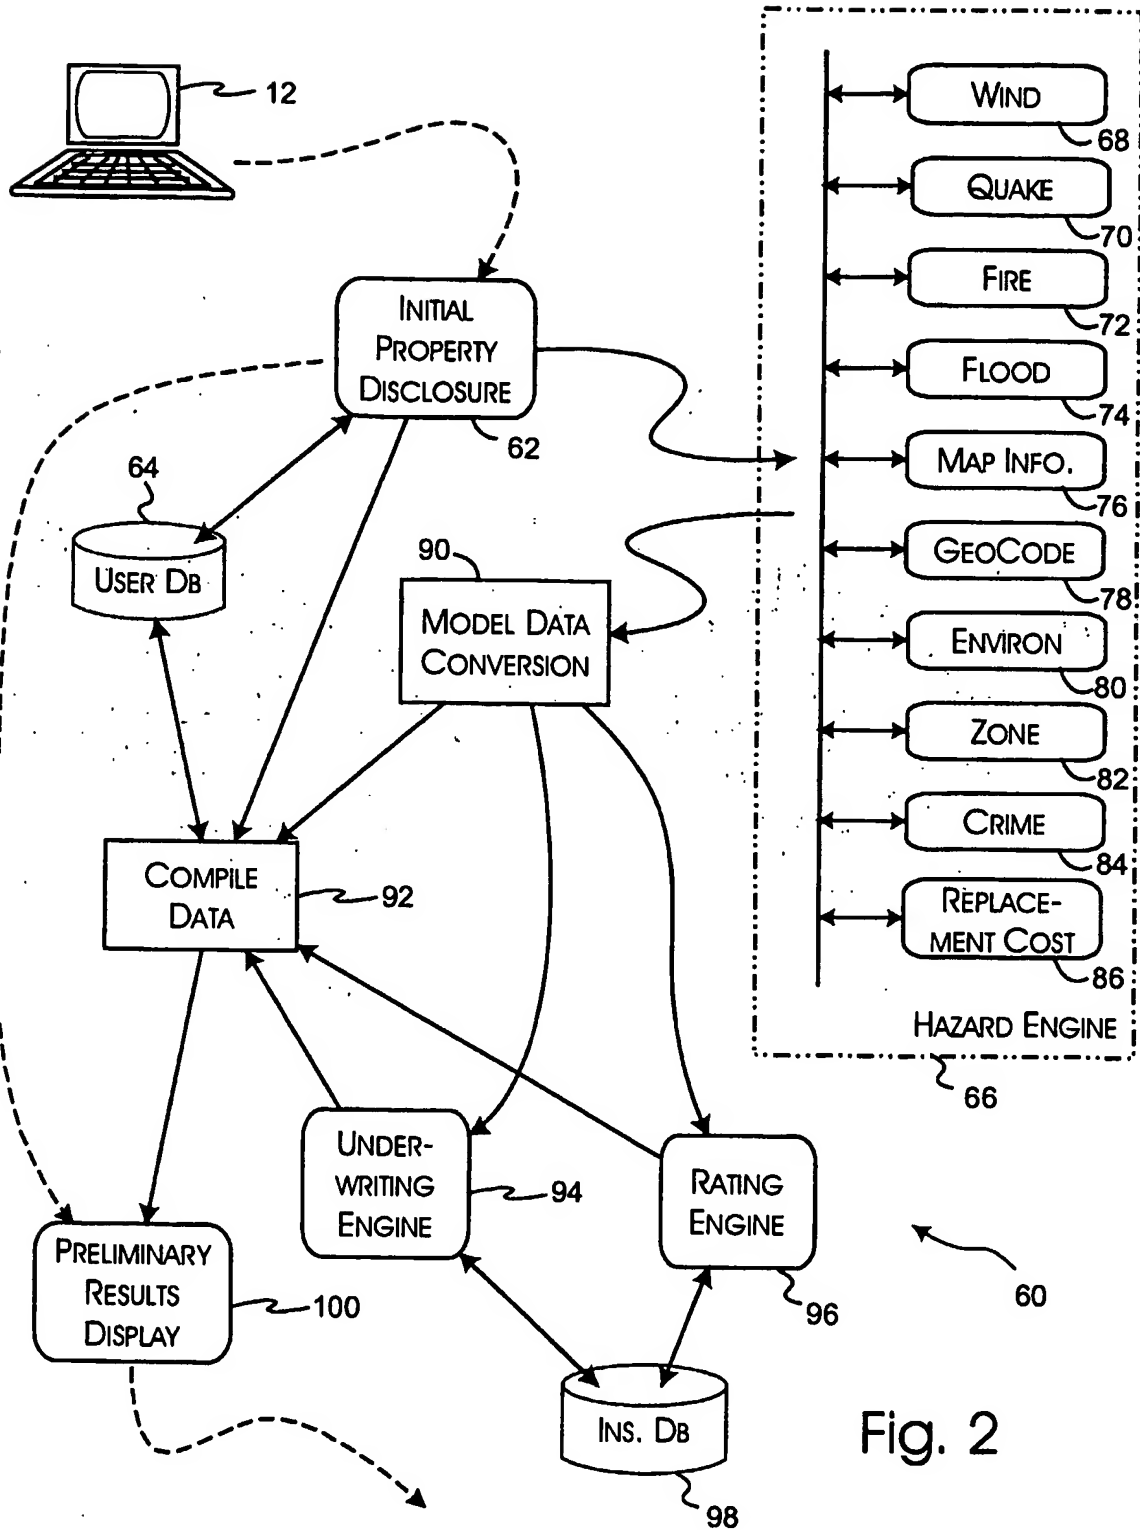 12
INITIAL
PROPERTY
DISCLOSURE
62
64
USER DB
90
MODEL DATA
CONVERSION
COMPILE
DATA
92
UNDER-
WRITING
ENGINE
94
RATING
ENGINE
96
PRELIMINARY
RESULTS
DISPLAY
100
INS. DB
98
WIND
68
QUAKE
70
FIRE
72
FLOOD
74
MAP INFO.
76
GEOCODE
78
ENVIRON
80
ZONE
82
CRIME
84
REPLACE-
MENT COST
86
HAZARD ENGINE
66
60
Fig. 2